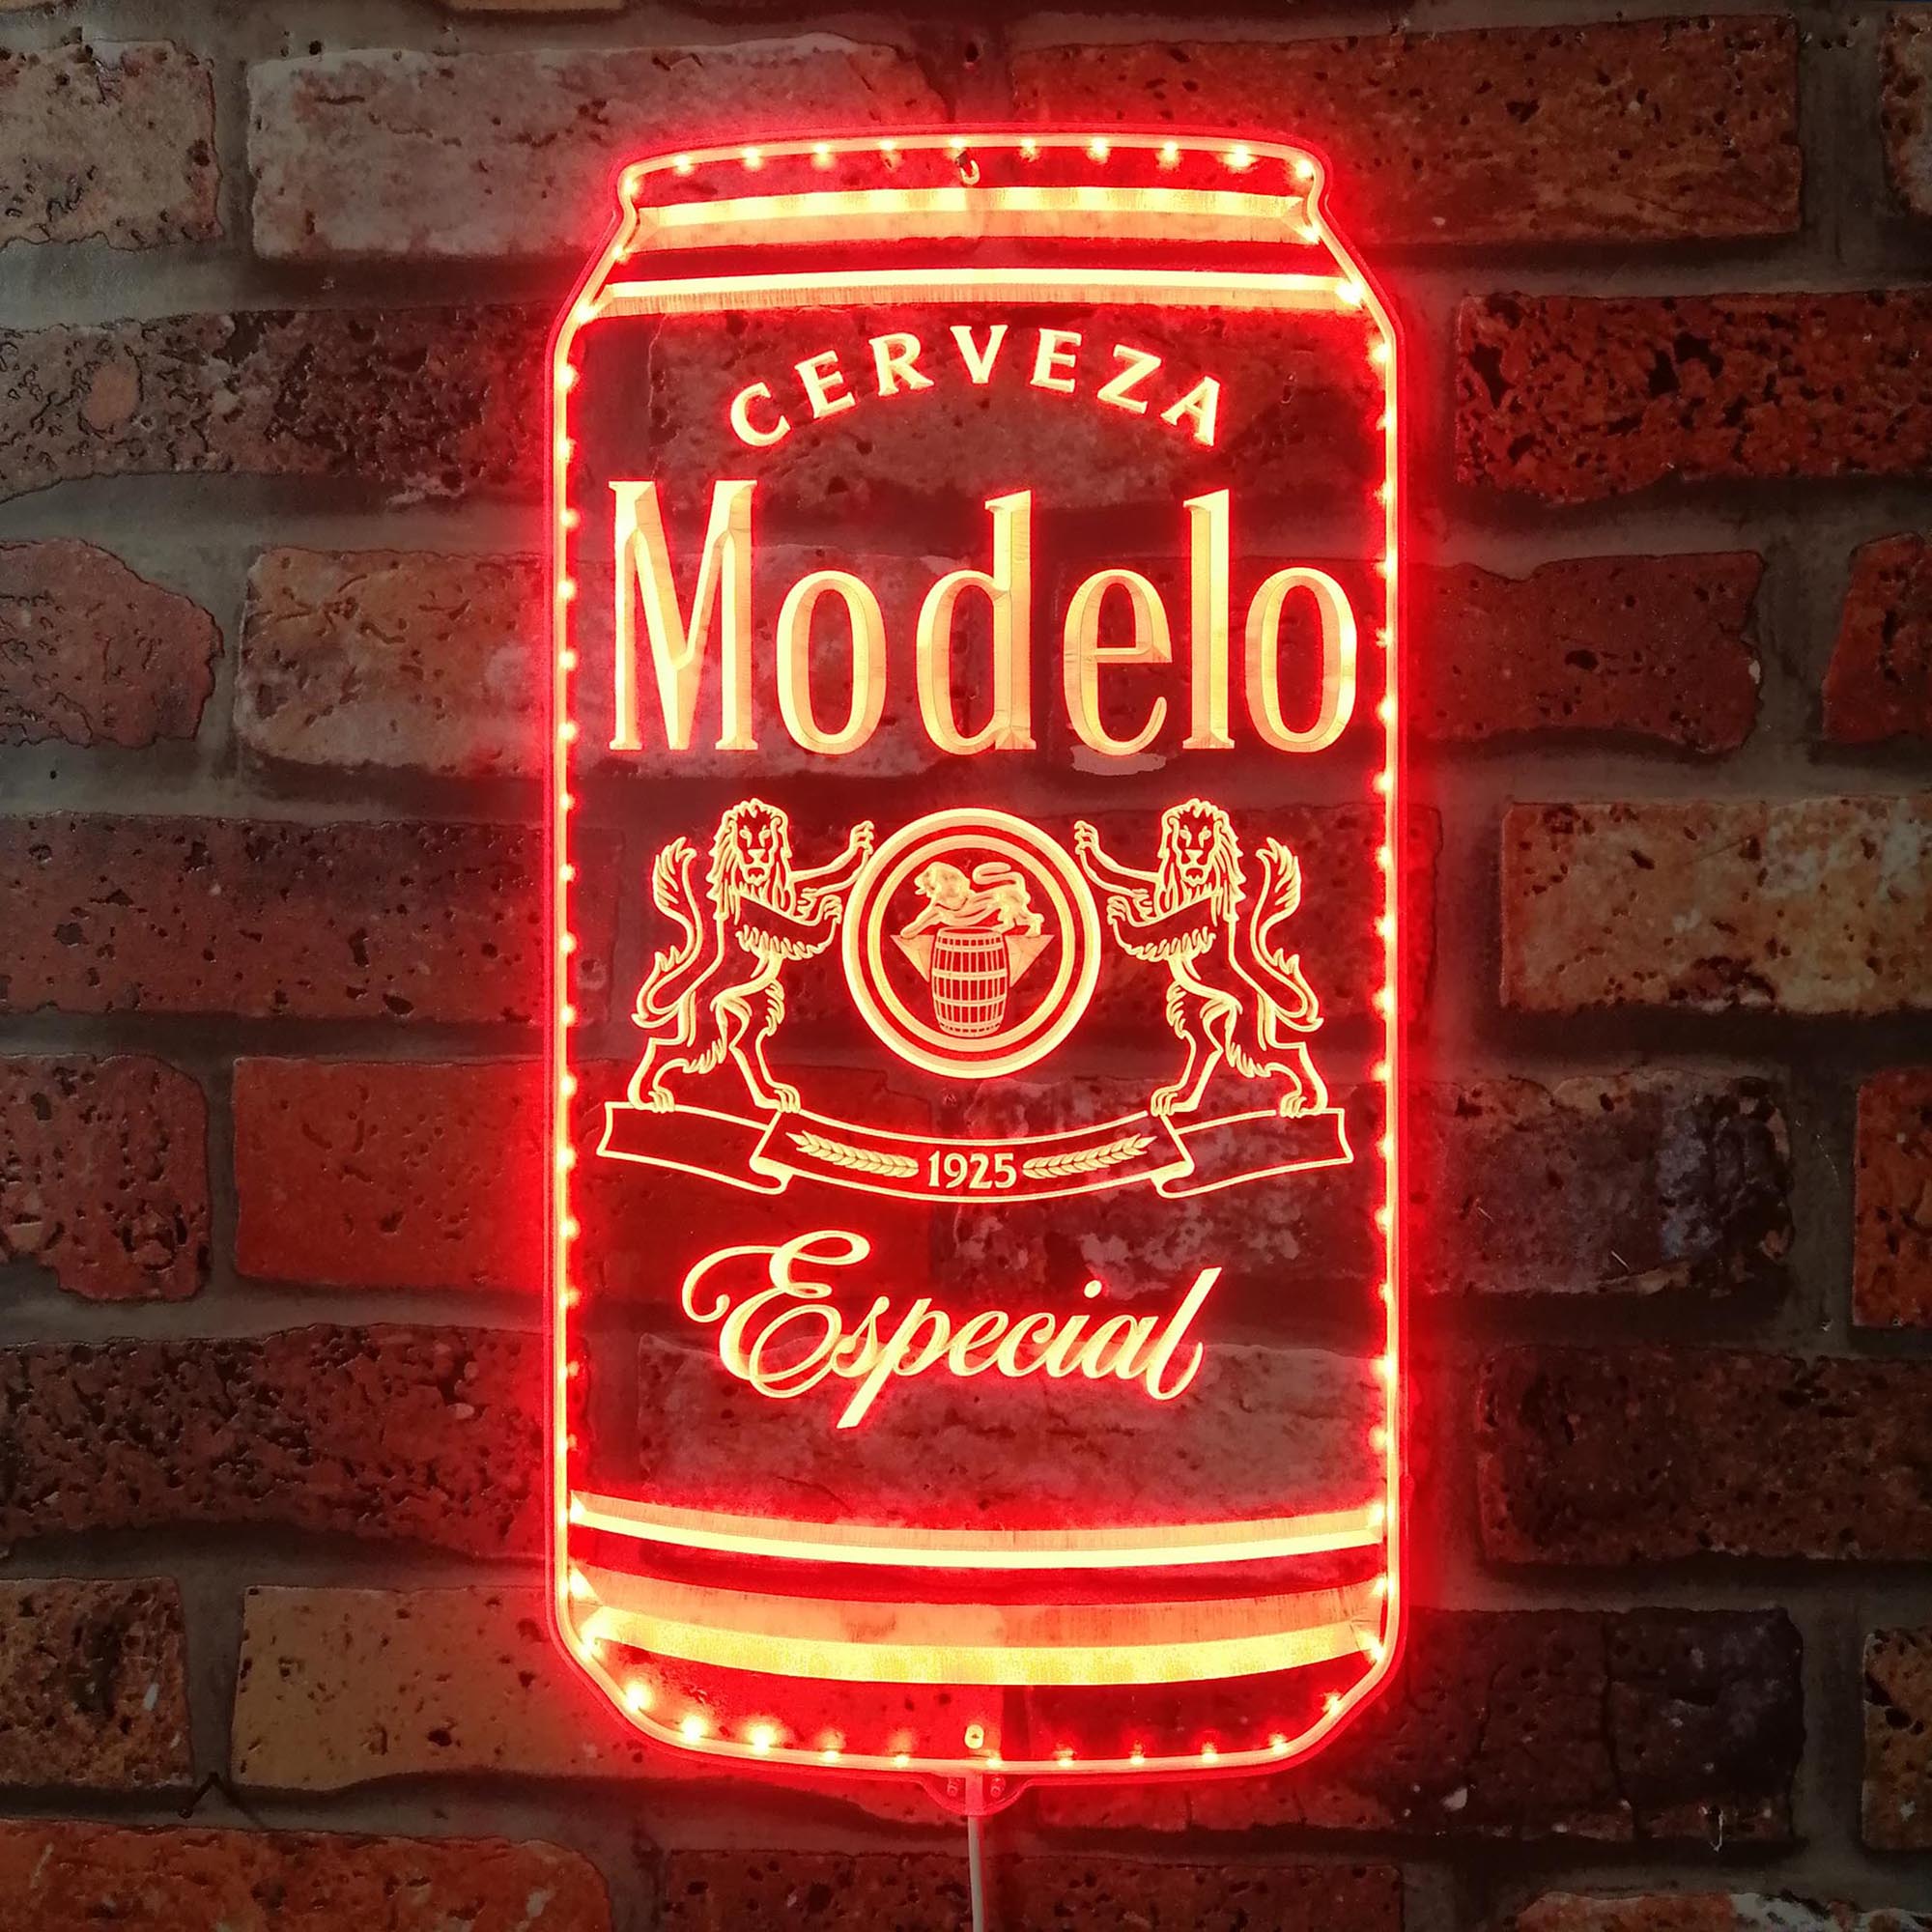 CERVEZA
Modelo
1925
Especial